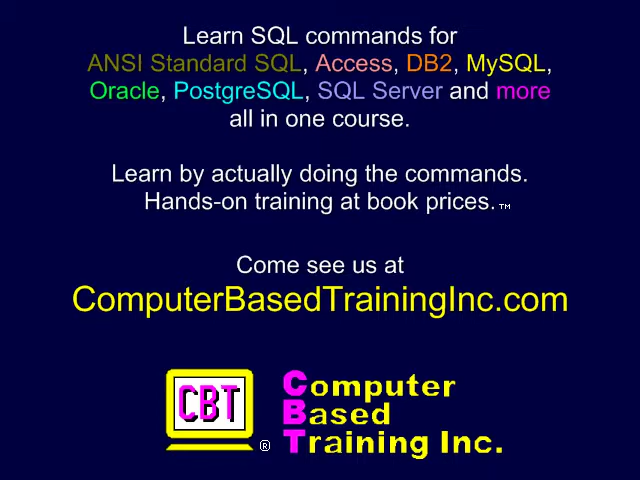 Learn SQL commands for
ANSI Standard SQL, Access, DB2, MySQL,
Oracle, PostgreSQL, SQL Server and more
all in one course.
Learn by actually doing the commands.
Hands-on training at book prices.™
Come see us at
ComputerBasedTrainingInc.com
CBT ®
Computer
Based
Training Inc.